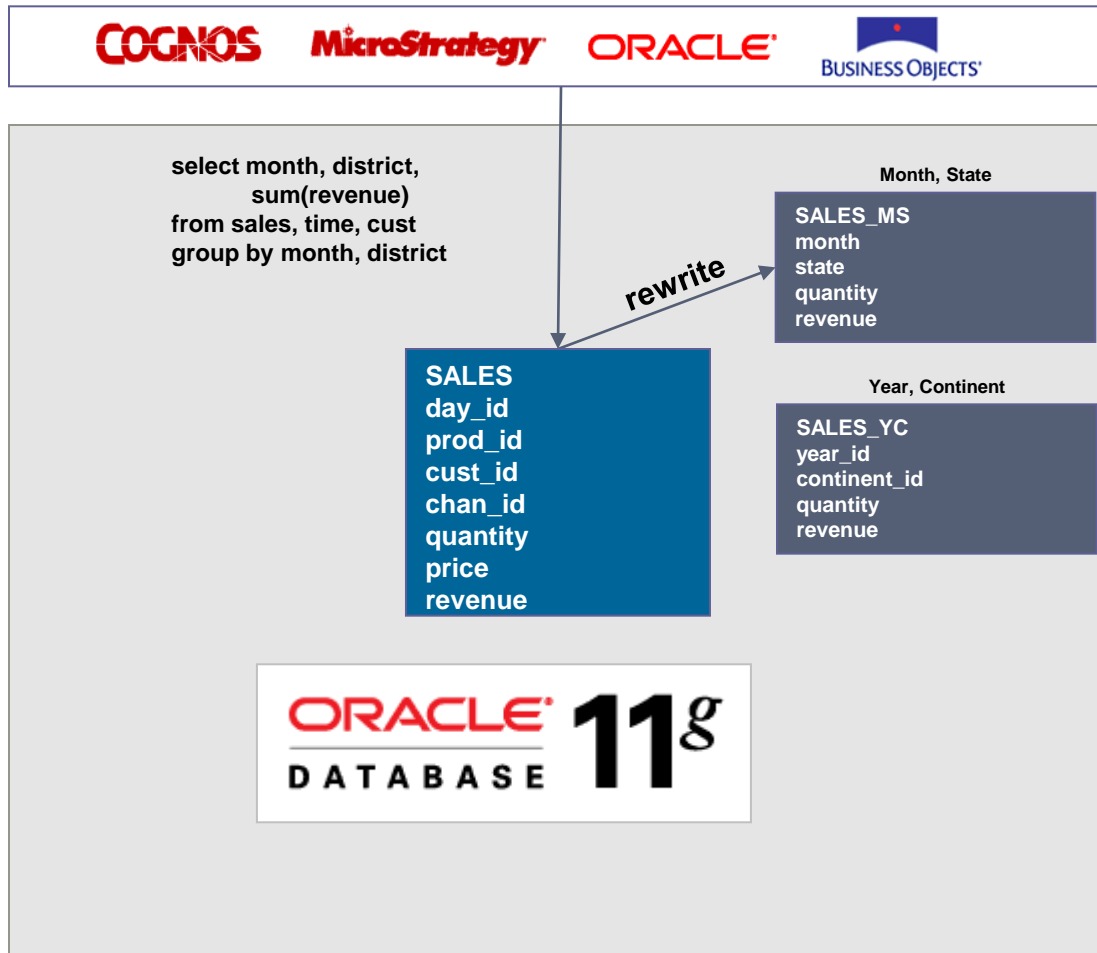 COGNOS
MicroStrategy
ORACLE®
BUSINESS OBJECTS®
select month, district,
sum(revenue)
from sales, time, cust
group by month, district
rewrite
Month, State
SALES_MS
month
state
quantity
revenue
SALES
day_id
prod_id
cust_id
chan_id
quantity
price
revenue
Year, Continent
SALES_YC
year_id
continent_id
quantity
revenue
ORACLE®
DATABASE
11g